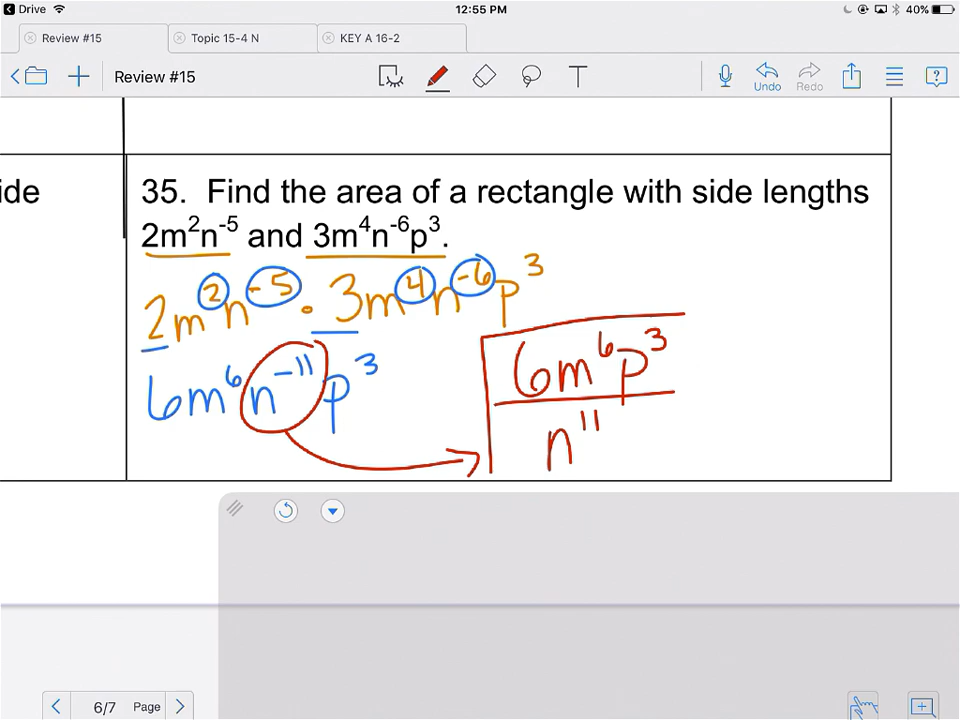 Drive 12:55 PM 40%
Review #15 Topic 15-4 N KEY A 16-2
Review #15 T Undo Redo ?
ide
35. Find the area of a rectangle with side lengths
2m²n⁻⁵ and 3m⁴n⁻⁶p³.
2m²n⁻⁵ · 3m⁴n⁻⁶p³
6m⁶n⁻¹¹p³
6m⁶p³
n¹¹
6/7 Page